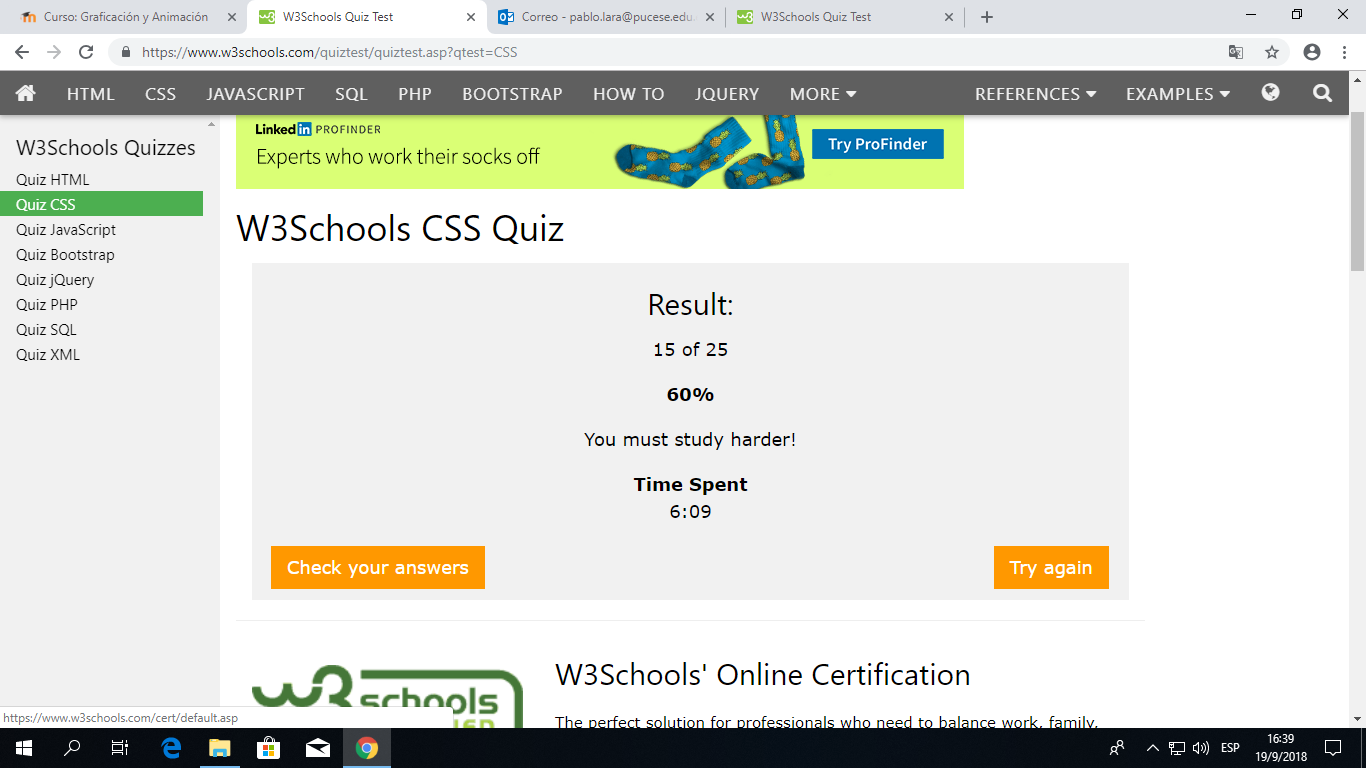 Curso: Graficación y Animación
W3Schools Quiz Test
Correo - pablo.lara@pucese.edu.
W3Schools Quiz Test
https://www.w3schools.com/quiztest/quiztest.asp?qtest=CSS
HTML CSS JAVASCRIPT SQL PHP BOOTSTRAP HOW TO JQUERY MORE REFERENCES EXAMPLES
W3Schools Quizzes
Quiz HTML
Quiz CSS
Quiz JavaScript
Quiz Bootstrap
Quiz jQuery
Quiz PHP
Quiz SQL
Quiz XML
Linked in PROFINDER
Experts who work their socks off
Try ProFinder
W3Schools CSS Quiz
Result:
15 of 25
60%
You must study harder!
Time Spent
6:09
Check your answers
Try again
w3schools
W3Schools' Online Certification
The perfect solution for professionals who need to balance work, family,
https://www.w3schools.com/cert/default.asp
ESP
16:39
19/9/2018